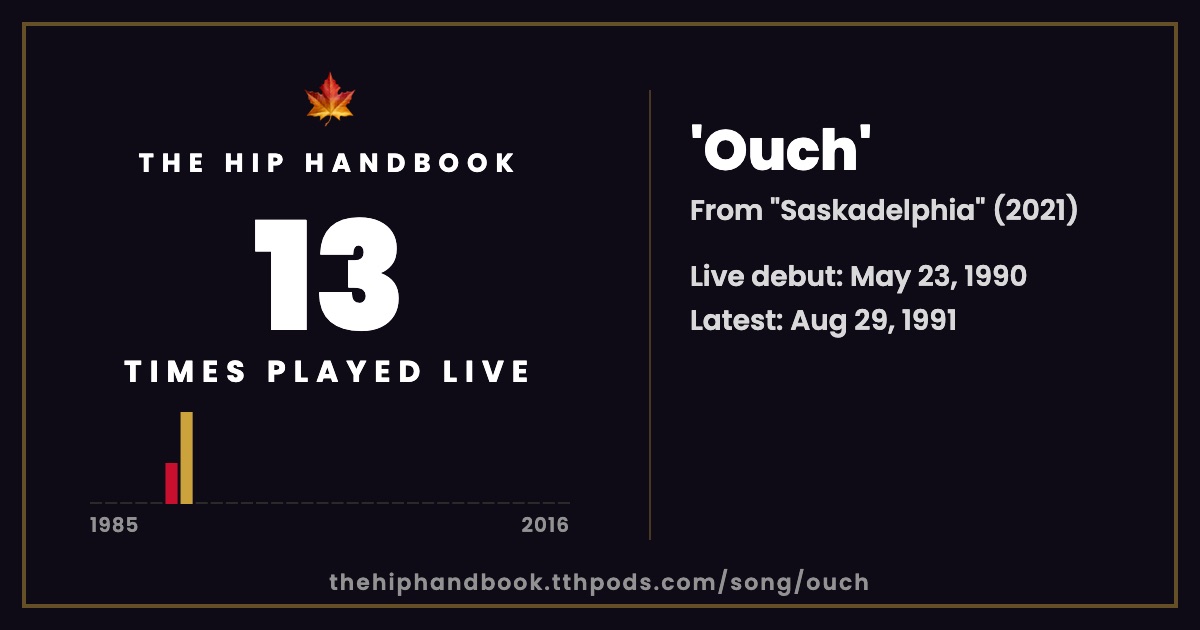 THE HIP HANDBOOK
13
TIMES PLAYED LIVE
1985
2016
'Ouch'
From "Saskadelphia" (2021)
Live debut: May 23, 1990
Latest: Aug 29, 1991
thehiphandbook.tthpods.com/song/ouch